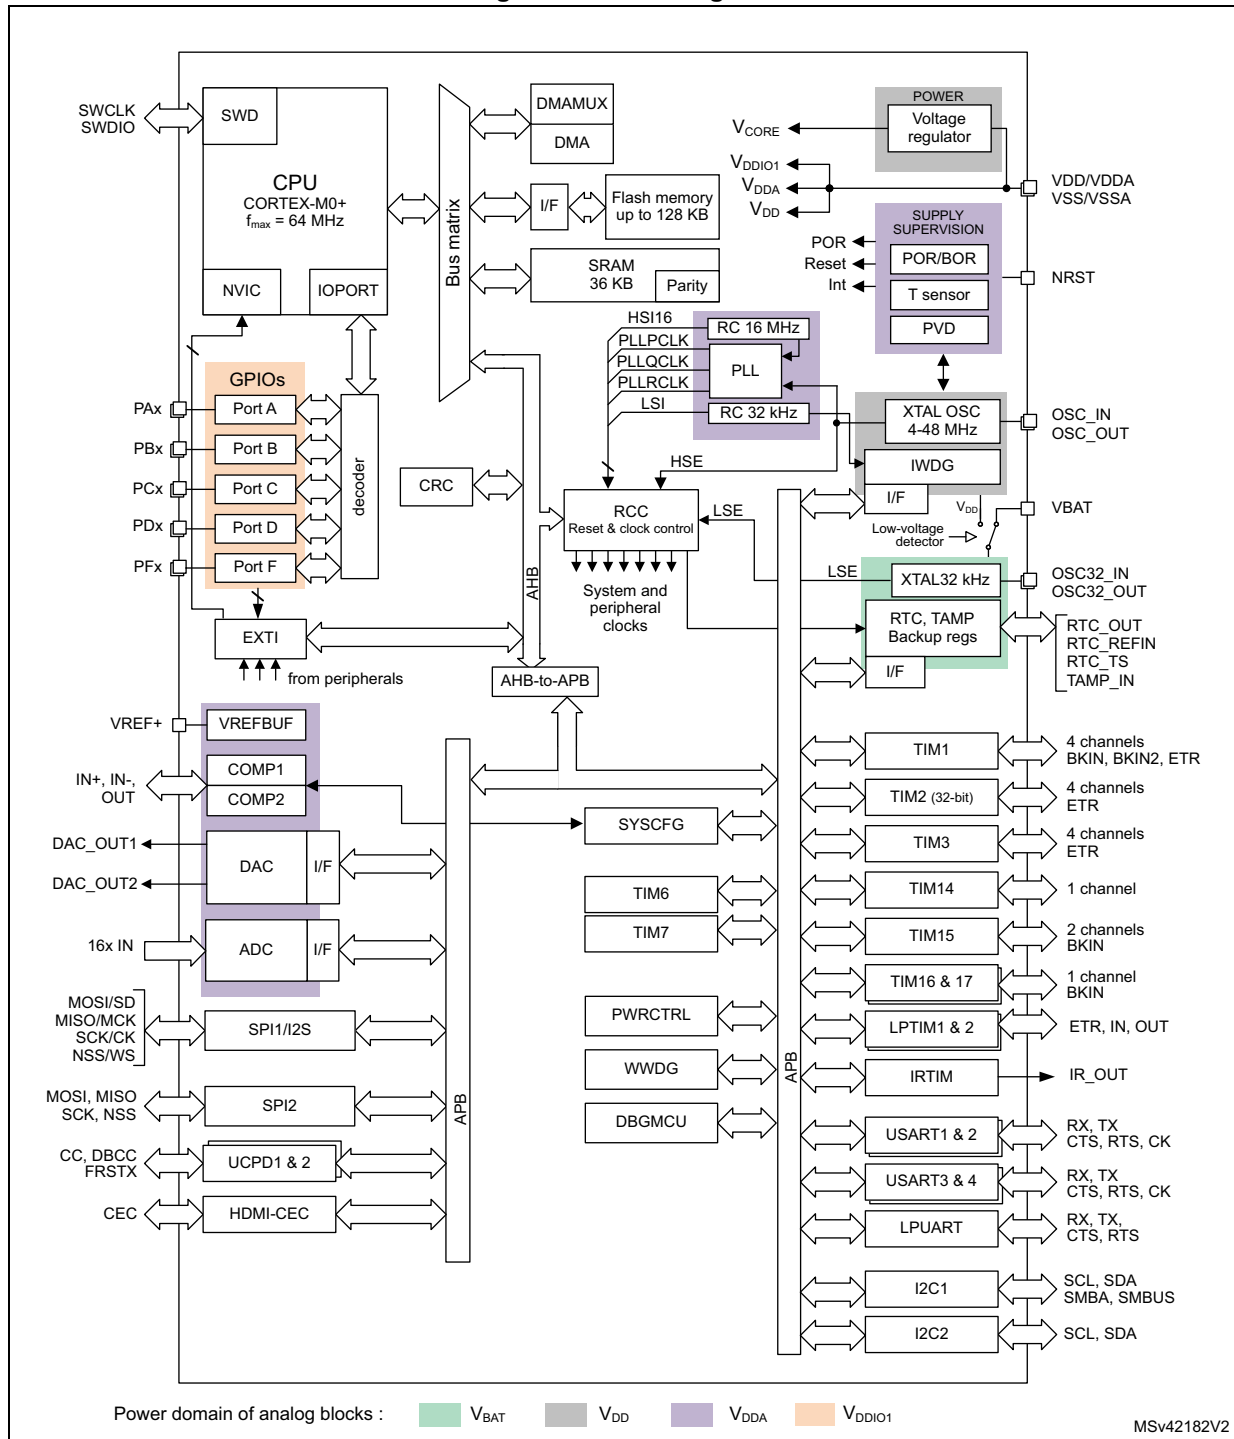 SWCLK
SWDIO
SWD
CPU
CORTEX-M0+
fmax = 64 MHz
NVIC
IOPORT
Bus matrix
DMAMUX
DMA
I/F
Flash memory
up to 128 KB
SRAM
36 KB
Parity
POWER
Voltage
regulator
VCORE
VDDIO1
VDDA
VDD
VDD/VDDA
VSS/VSSA
SUPPLY
SUPERVISION
POR
Reset
Int
POR/BOR
T sensor
PVD
NRST
HSI16
PLLPCLK
PLLQCLK
PLLRCLK
LSI
RC 16 MHz
PLL
RC 32 kHz
GPIOs
PAx
Port A
PBx
Port B
PCx
Port C
PDx
Port D
PFx
Port F
decoder
CRC
HSE
XTAL OSC
4-48 MHz
OSC_IN
OSC_OUT
IWDG
I/F
VDD
VBAT
Low-voltage
detector
RCC
Reset & clock control
LSE
System and
peripheral
clocks
LSE
XTAL32 kHz
OSC32_IN
OSC32_OUT
RTC, TAMP
Backup regs
I/F
RTC_OUT
RTC_REFIN
RTC_TS
TAMP_IN
AHB
EXTI
from peripherals
AHB-to-APB
VREF+
VREFBUF
IN+, IN-,
OUT
COMP1
COMP2
DAC_OUT1
DAC_OUT2
DAC
I/F
16x IN
ADC
I/F
MOSI/SD
MISO/MCK
SCK/CK
NSS/WS
SPI1/I2S
MOSI, MISO
SCK, NSS
SPI2
CC, DBCC
FRSTX
UCPD1 & 2
CEC
HDMI-CEC
APB
SYSCFG
TIM6
TIM7
PWRCTRL
WWDG
DBGMCU
APB
TIM1
4 channels
BKIN, BKIN2, ETR
TIM2 (32-bit)
4 channels
ETR
TIM3
4 channels
ETR
TIM14
1 channel
TIM15
2 channels
BKIN
TIM16 & 17
1 channel
BKIN
LPTIM1 & 2
ETR, IN, OUT
IRTIM
IR_OUT
USART1 & 2
RX, TX
CTS, RTS, CK
USART3 & 4
RX, TX
CTS, RTS, CK
LPUART
RX, TX,
CTS, RTS
I2C1
SCL, SDA
SMBA, SMBUS
I2C2
SCL, SDA
Power domain of analog blocks :
VBAT
VDD
VDDA
VDDIO1
MSv42182V2